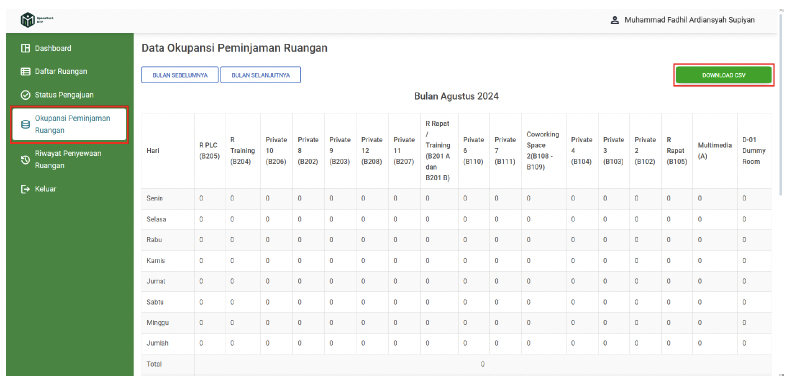 Muhammad Fadhil Ardiansyah Supiyan
Dashboard
Daftar Ruangan
Status Pengajuan
Okupansi Peminjaman
Ruangan
Riwayat Penyewaan
Ruangan
Keluar
Data Okupansi Peminjaman Ruangan
BULAN SEBELUMNYA
BULAN SELANJUTNYA
DOWNLOAD CSV
Bulan Agustus 2024
Hari
R PLC (B205)
R Training (B204)
Private 10 (B206)
Private 8 (B202)
Private 9 (B203)
Private 12 (B208)
Private 11 (B207)
R Rapat / Training (B201 A dan B201 B)
Private 6 (B110)
Private 7 (B111)
Coworking Space 2(B108 - B109)
Private 4 (B104)
Private 3 (B103)
Private 2 (B102)
R Rapat (B106)
Multimedia (A)
D-01 Dummy Room
Senin 0 0 0 0 0 0 0 0 0 0 0 0 0 0 0 0 0
Selasa 0 0 0 0 0 0 0 0 0 0 0 0 0 0 0 0 0
Rabu 0 0 0 0 0 0 0 0 0 0 0 0 0 0 0 0 0
Kamis 0 0 0 0 0 0 0 0 0 0 0 0 0 0 0 0 0
Jumat 0 0 0 0 0 0 0 0 0 0 0 0 0 0 0 0 0
Sabtu 0 0 0 0 0 0 0 0 0 0 0 0 0 0 0 0 0
Minggu 0 0 0 0 0 0 0 0 0 0 0 0 0 0 0 0 0
Jumlah 0 0 0 0 0 0 0 0 0 0 0 0 0 0 0 0 0
Total 0